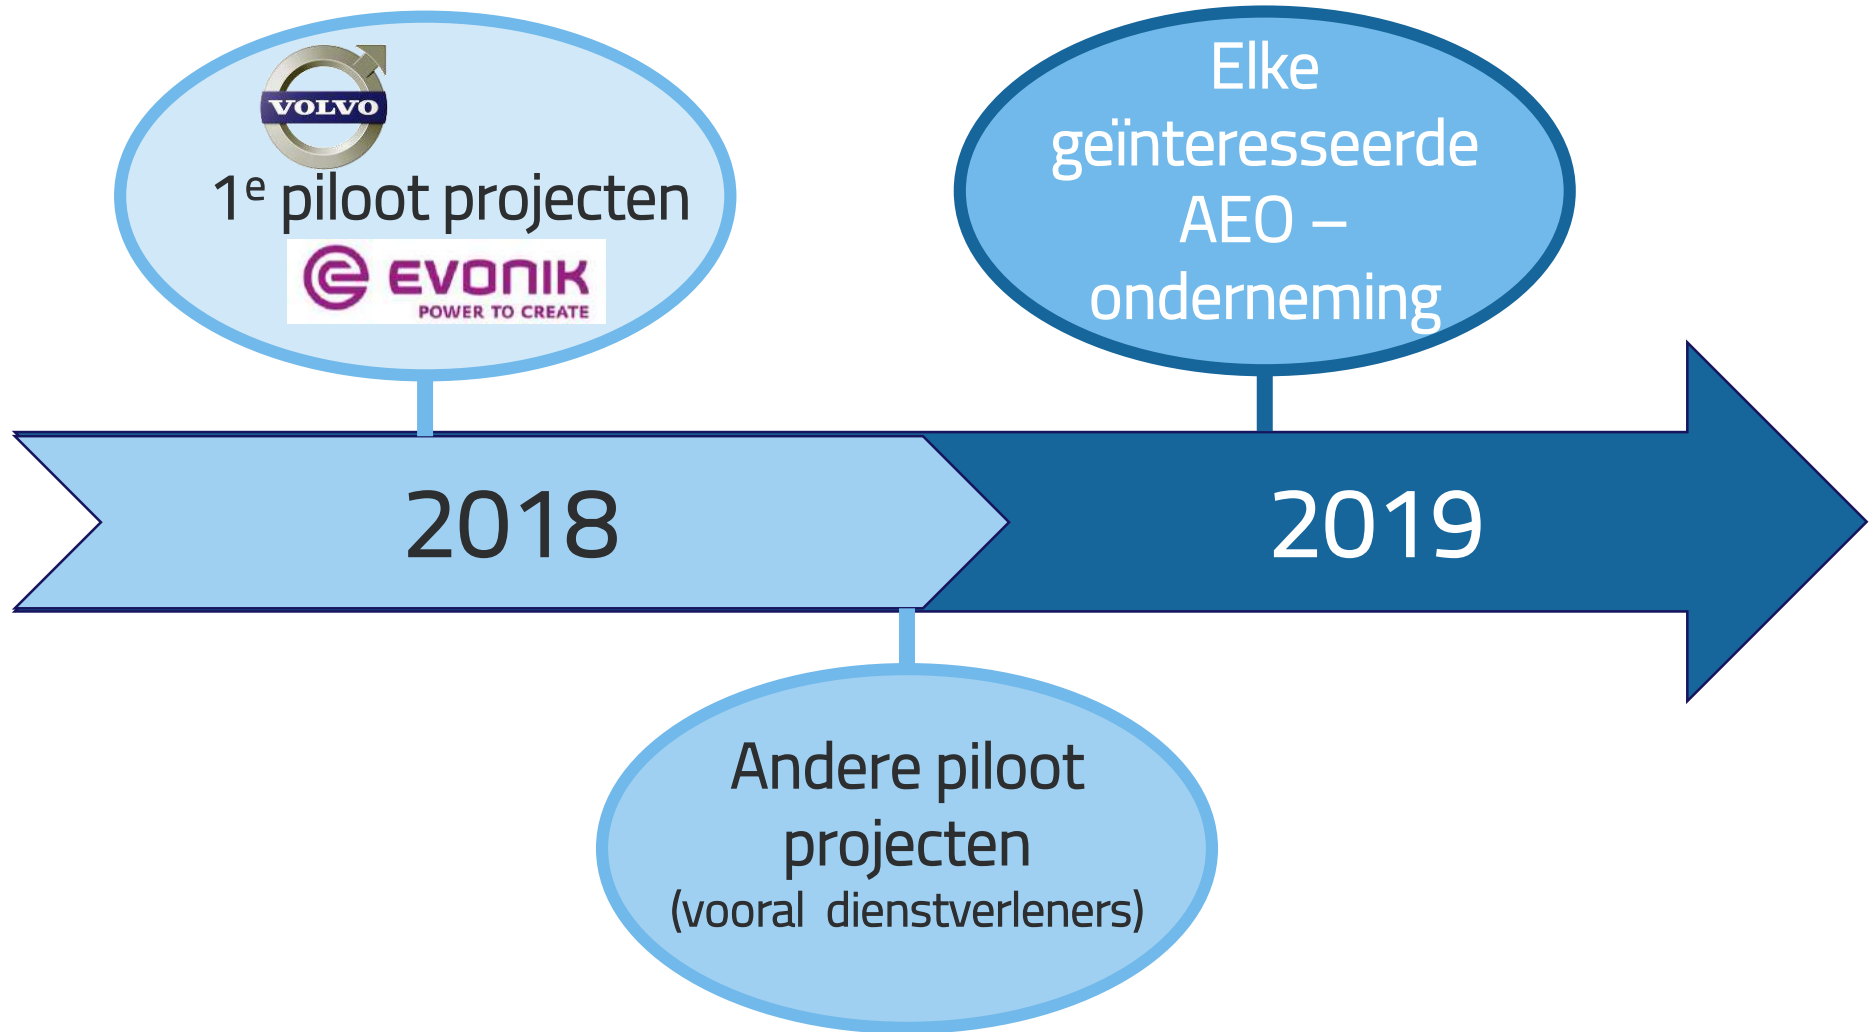 VOLVO
1e piloot projecten
EVONIK
POWER TO CREATE
Elke
geïnteresseerde
AEO –
onderneming
2018
2019
Andere piloot
projecten
(vooral dienstverleners)